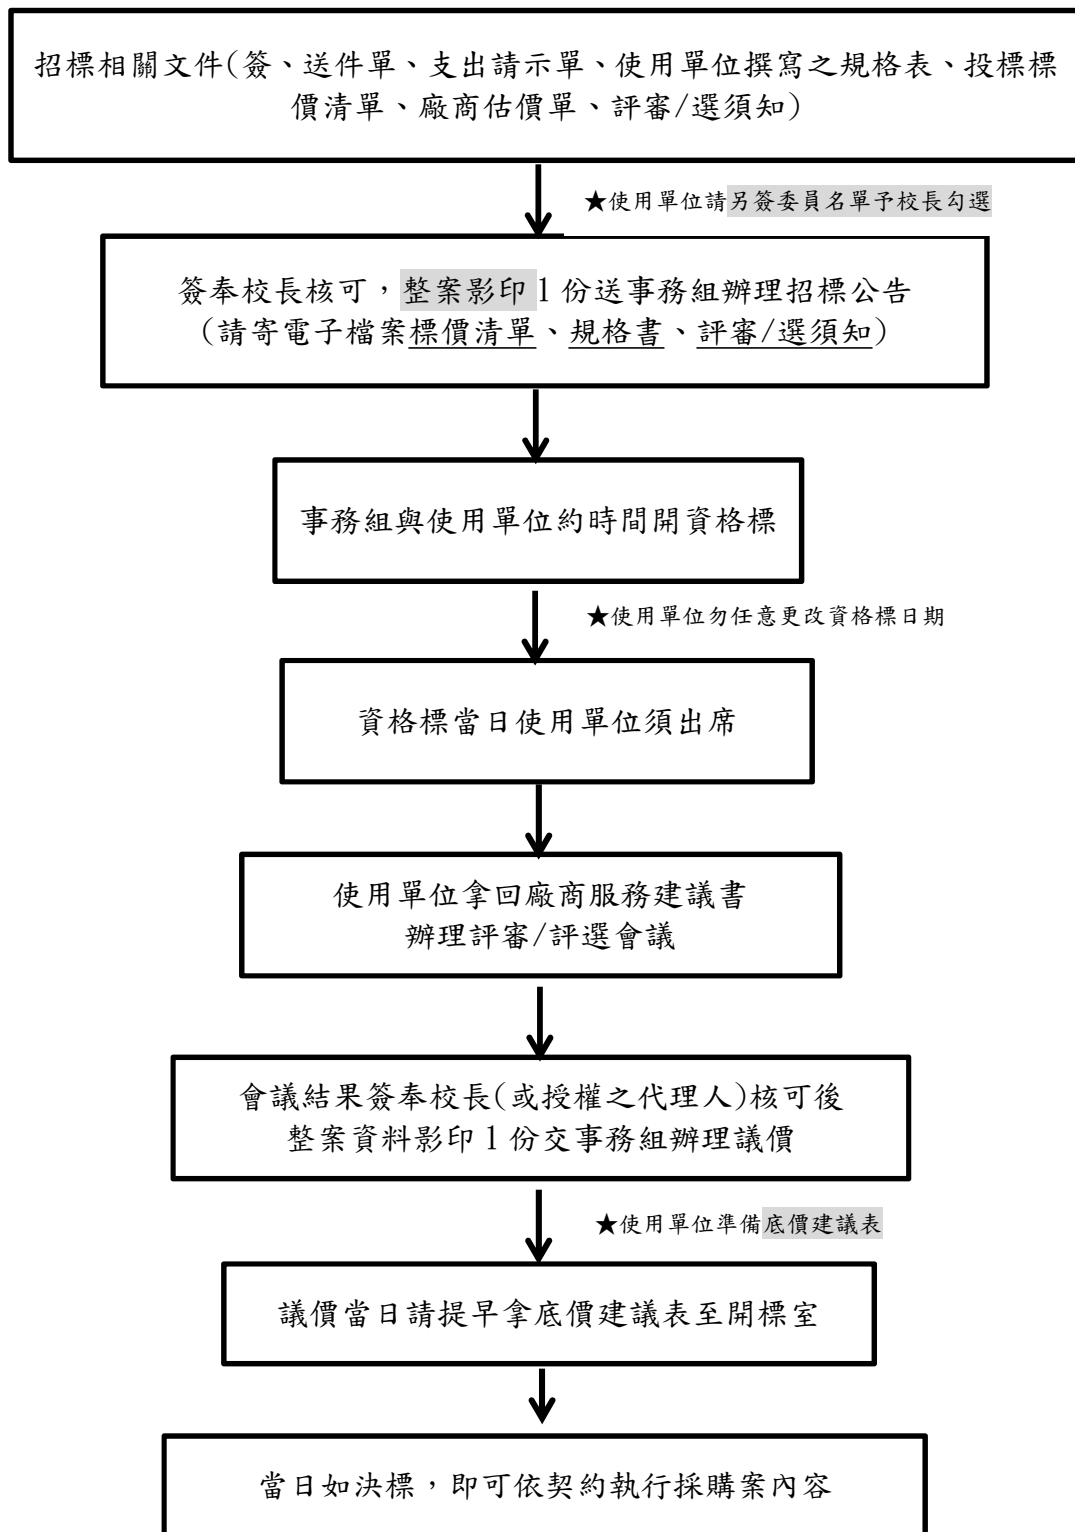 招標相關文件(簽、送件單、支出請示單、使用單位撰寫之規格表、投標標
價清單、廠商估價單、評審/選須知)
★使用單位請另簽委員名單予校長勾選
簽奉校長核可，整案影印1份送事務組辦理招標公告
(請寄電子檔案標價清單、規格書、評審/選須知)
事務組與使用單位約時間開資格標
★使用單位勿任意更改資格標日期
資格標當日使用單位須出席
使用單位拿回廠商服務建議書
辦理評審/評選會議
會議結果簽奉校長(或授權之代理人)核可後
整案資料影印1份交事務組辦理議價
★使用單位準備底價建議表
議價當日請提早拿底價建議表至開標室
當日如決標，即可依契約執行採購案內容